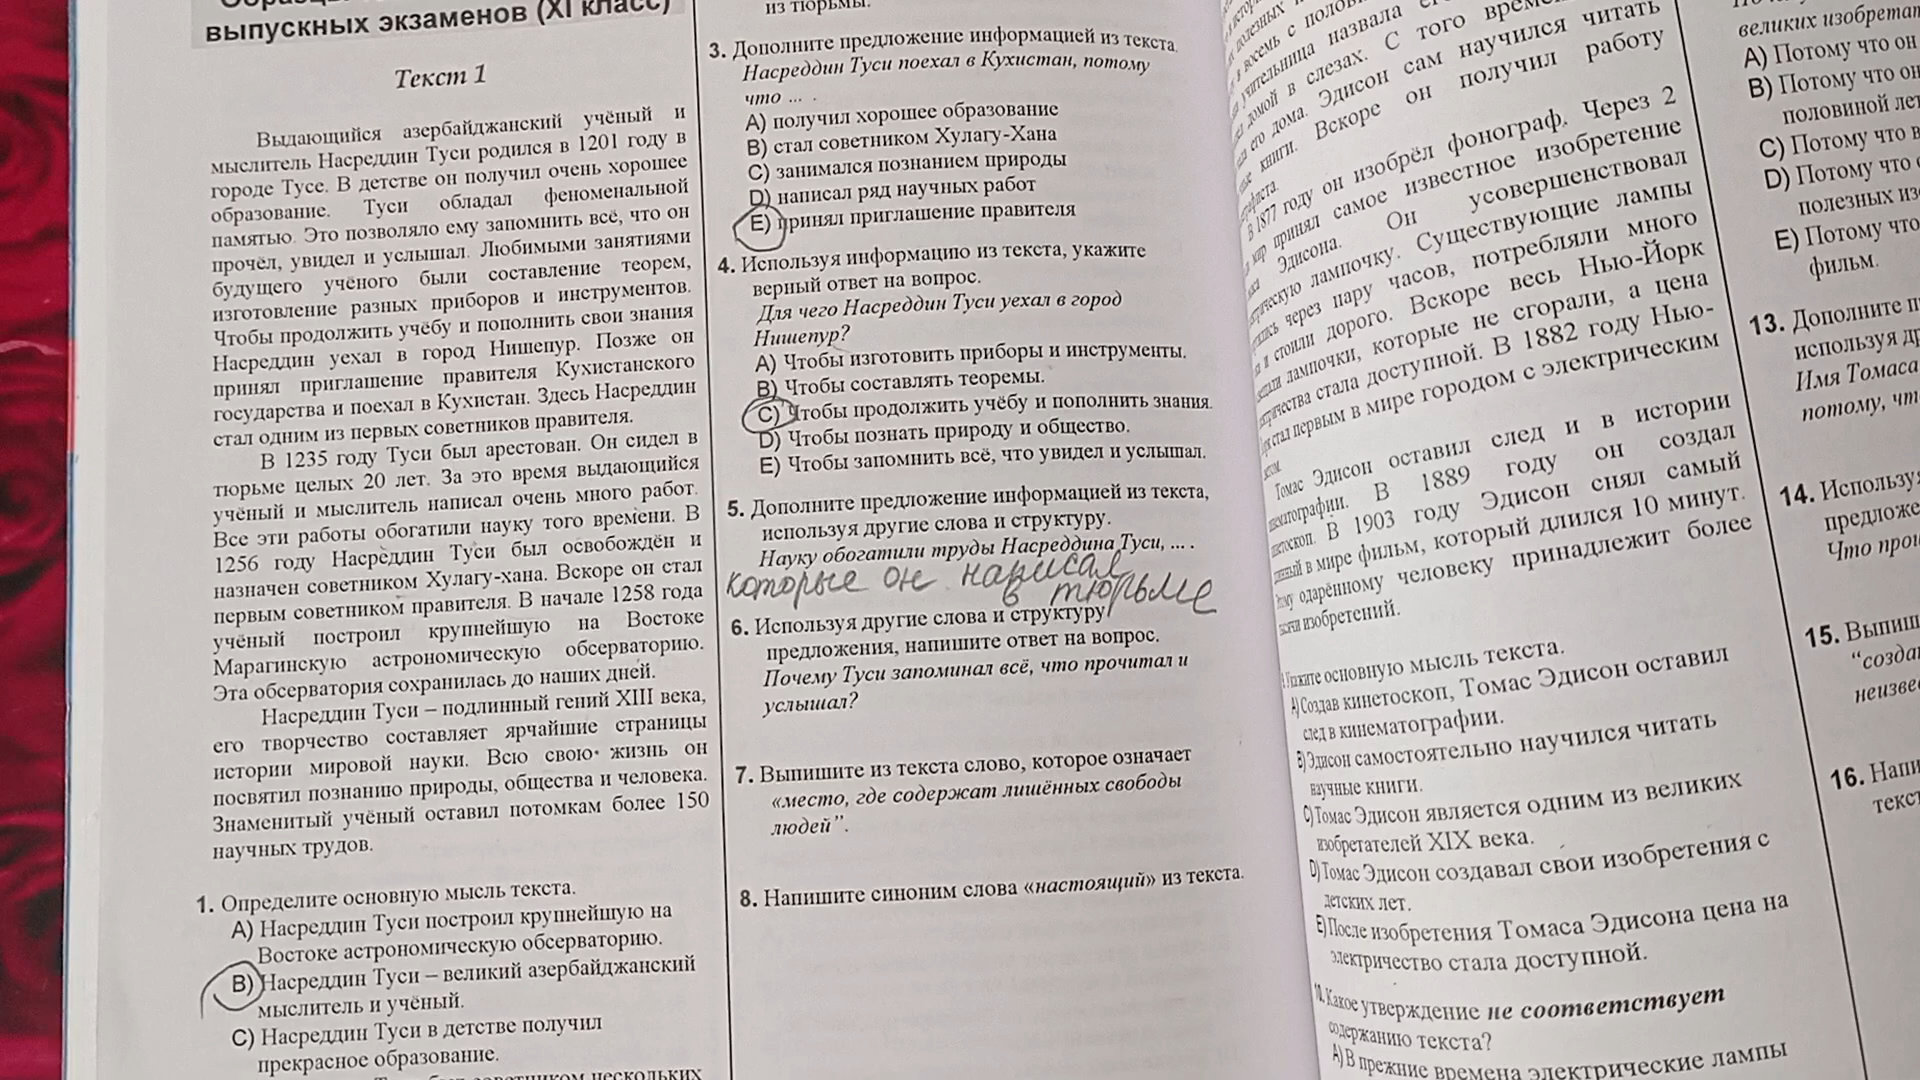 выпускных экзаменов (XI класс)
Текст 1
Выдающийся азербайджанский учёный и
мыслитель Насреддин Туси родился в 1201 году в
городе Тусе. В детстве он получил очень хорошее
образование. Туси обладал феноменальной
памятью. Это позволяло ему запомнить всё, что он
прочёл, увидел и услышал. Любимыми занятиями
будущего учёного были составление теорем,
изготовление разных приборов и инструментов.
Чтобы продолжить учёбу и пополнить свои знания
Насреддин уехал в город Нишепур. Позже он
принял приглашение правителя Кухистанского
государства и поехал в Кухистан. Здесь Насреддин
стал одним из первых советников правителя.
В 1235 году Туси был арестован. Он сидел в
тюрьме целых 20 лет. За это время выдающийся
учёный и мыслитель написал очень много работ.
Все эти работы обогатили науку того времени. В
1256 году Насреддин Туси был освобождён и
назначен советником Хулагу-хана. Вскоре он стал
первым советником правителя. В начале 1258 года
учёный построил крупнейшую на Востоке
Марагинскую астрономическую обсерваторию.
Эта обсерватория сохранилась до наших дней.
Насреддин Туси – подлинный гений XIII века,
его творчество составляет ярчайшие страницы
истории мировой науки. Всю свою жизнь он
посвятил познанию природы, общества и человека.
Знаменитый учёный оставил потомкам более 150
научных трудов.
1. Определите основную мысль текста.
A) Насреддин Туси построил крупнейшую на
Востоке астрономическую обсерваторию.
B) Насреддин Туси – великий азербайджанский
мыслитель и учёный.
C) Насреддин Туси в детстве получил
прекрасное образование.
из тюрьмы.
3. Дополните предложение информацией из текста.
Насреддин Туси поехал в Кухистан, потому
что ... .
A) получил хорошее образование
B) стал советником Хулагу-Хана
C) занимался познанием природы
D) написал ряд научных работ
E) принял приглашение правителя
4. Используя информацию из текста, укажите
верный ответ на вопрос.
Для чего Насреддин Туси уехал в город
Нишепур?
A) Чтобы изготовить приборы и инструменты.
B) Чтобы составлять теоремы.
C) Чтобы продолжить учёбу и пополнить знания.
D) Чтобы познать природу и общество.
E) Чтобы запомнить всё, что увидел и услышал.
5. Дополните предложение информацией из текста,
используя другие слова и структуру.
Науку обогатили труды Насреддина Туси, ... .
которые он написал
в тюрьме
6. Используя другие слова и структуру
предложения, напишите ответ на вопрос.
Почему Туси запоминал всё, что прочитал и
услышал?
7. Выпишите из текста слово, которое означает
«место, где содержат лишённых свободы
людей”.
8. Напишите синоним слова «настоящий» из текста.
в восемь с
учительница назвала
домой в слезах. С того
его дома. Эдисон сам научился читать
книги. Вскоре он получил работу
В 1877 году он изобрёл фонограф. Через 2
мир принял самое известное изобретение
Эдисона. Он усовершенствовал
лампочку. Существующие лампы
через пару часов, потребляли много
и стоили дорого. Вскоре весь Нью-Йорк
лампочки, которые не сгорали, а цена
стала доступной. В 1882 году Нью-
стал первым в мире городом с электрическим
Томас Эдисон оставил след и в истории
В 1889 году он создал
В 1903 году Эдисон снял самый
в мире фильм, который длился 10 минут.
одарённому человеку принадлежит более
изобретений.
основную мысль текста.
A) Создав кинетоскоп, Томас Эдисон оставил
след в кинематографии.
B) Эдисон самостоятельно научился читать
научные книги.
C) Томас Эдисон является одним из великих
изобретателей XIX века.
D) Томас Эдисон создавал свои изобретения с
детских лет.
E) После изобретения Томаса Эдисона цена на
электричество стала доступной.
10. Какое утверждение не соответствует
содержанию текста?
A) В прежние времена электрические лампы
великих
A) Потому что он
B) Потому что он
половиной лет
C) Потому что в
D) Потому что
полезных
E) Потому что
фильм.
13. Дополните
используя
Имя Томаса
потому,
14.
Что
15.
16.